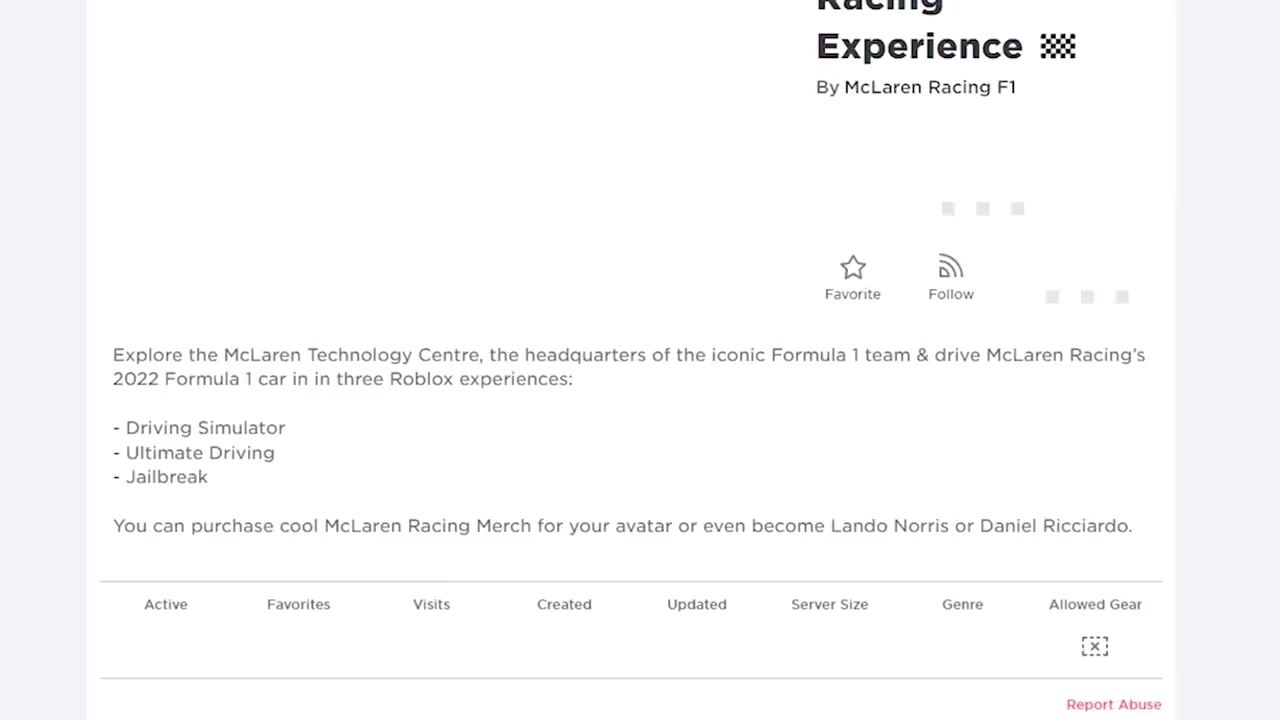 Racing
Experience
By McLaren Racing F1
Favorite
Follow
Explore the McLaren Technology Centre, the headquarters of the iconic Formula 1 team & drive McLaren Racing’s
2022 Formula 1 car in in three Roblox experiences:
- Driving Simulator
- Ultimate Driving
- Jailbreak
You can purchase cool McLaren Racing Merch for your avatar or even become Lando Norris or Daniel Ricciardo.
Active Favorites Visits Created Updated Server Size Genre Allowed Gear
Report Abuse